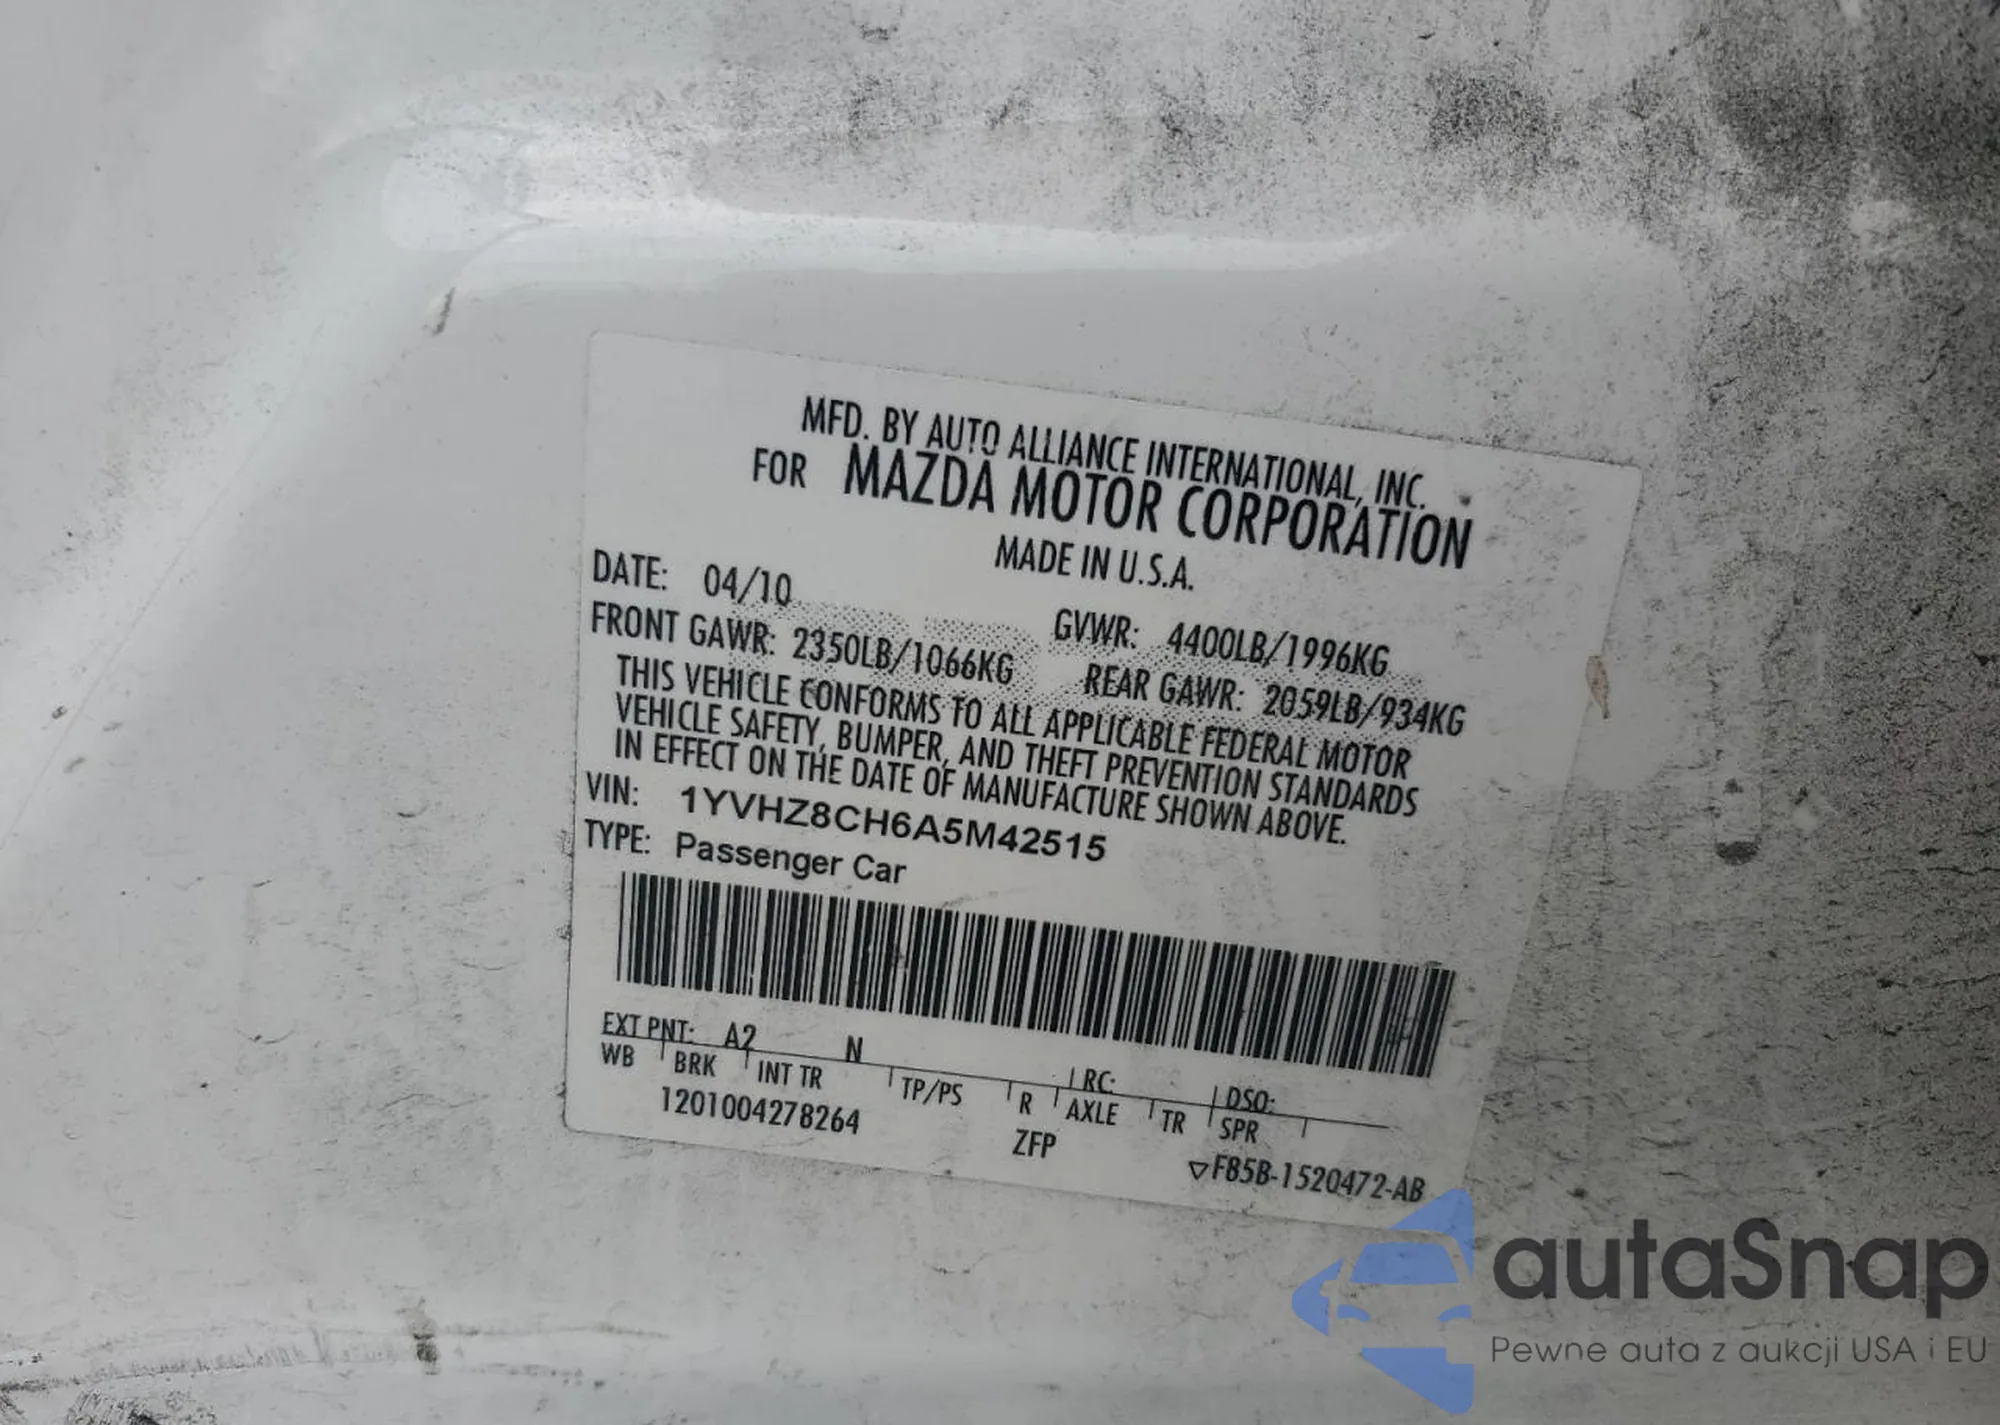 MFD. BY AUTO ALLIANCE INTERNATIONAL, INC.
FOR MAZDA MOTOR CORPORATION
MADE IN U.S.A.
DATE: 04/10 GVWR: 4400LB/1996KG
FRONT GAWR: 2350LB/1066KG REAR GAWR: 2059LB/934KG
THIS VEHICLE CONFORMS TO ALL APPLICABLE FEDERAL MOTOR
VEHICLE SAFETY, BUMPER, AND THEFT PREVENTION STANDARDS
IN EFFECT ON THE DATE OF MANUFACTURE SHOWN ABOVE.
VIN: 1YVHZ8CH6A5M42515
TYPE: Passenger Car
EXT PNT: A2 N RC: DSO:
WB BRK INT TR TP/PS R AXLE TR SPR
1201004278264 ZFP
▽F85B-1520472-AB
autaSnap
Pewne auta z aukcji USA i EU